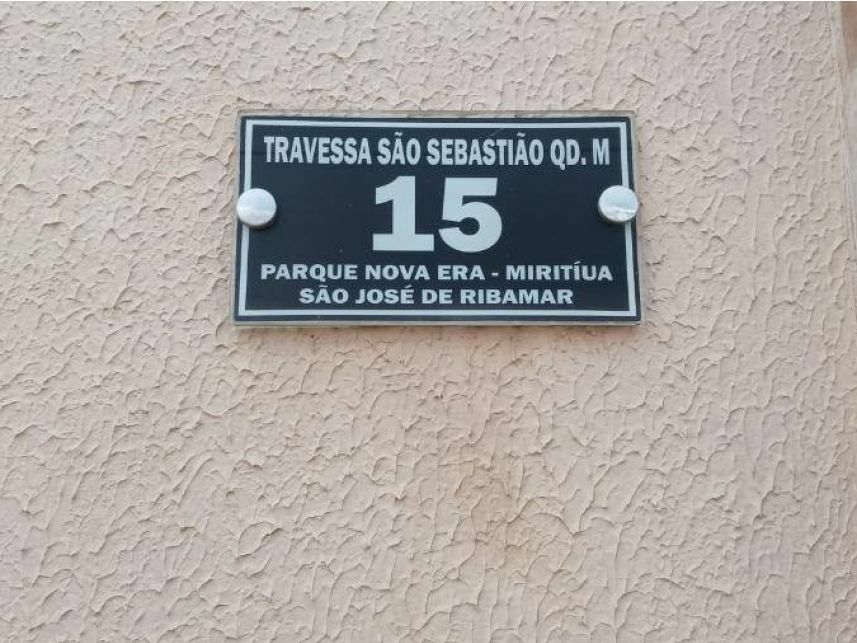 TRAVESSA SÃO SEBASTIÃO QD. M
15
PARQUE NOVA ERA - MIRITÍUA
SÃO JOSÉ DE RIBAMAR